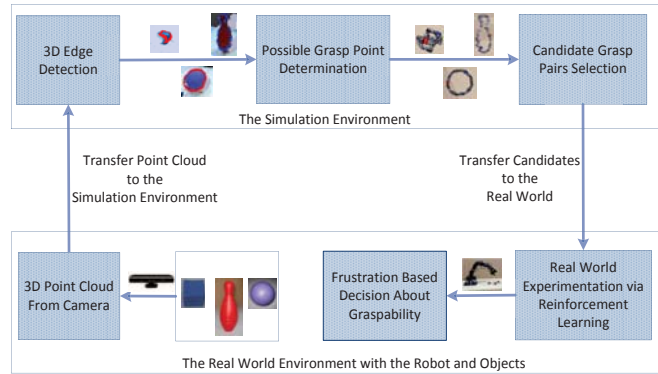 3D Edge
Detection
Possible Grasp Point
Determination
Candidate Grasp
Pairs Selection
The Simulation Environment
Transfer Point Cloud
to the
Simulation Environment
Transfer Candidates
to the
Real World
3D Point Cloud
From Camera
Frustration Based
Decision About
Graspability
Real World
Experimentation via
Reinforcement
Learning
The Real World Environment with the Robot and Objects